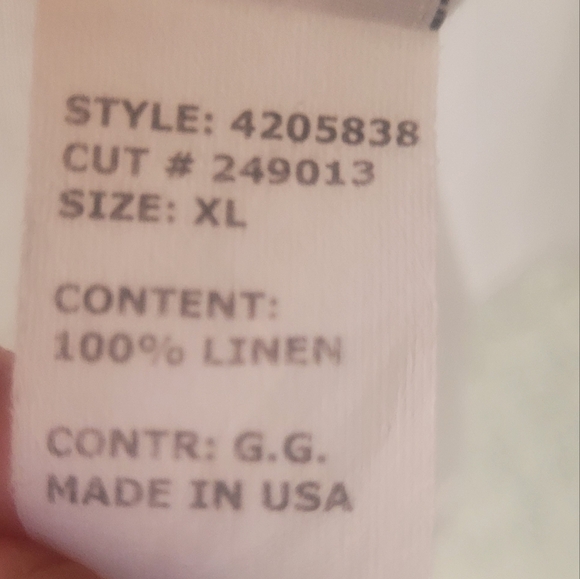 STYLE: 4205838
CUT # 249013
SIZE: XL
CONTENT:
100% LINEN
CONTR: G.G.
MADE IN USA